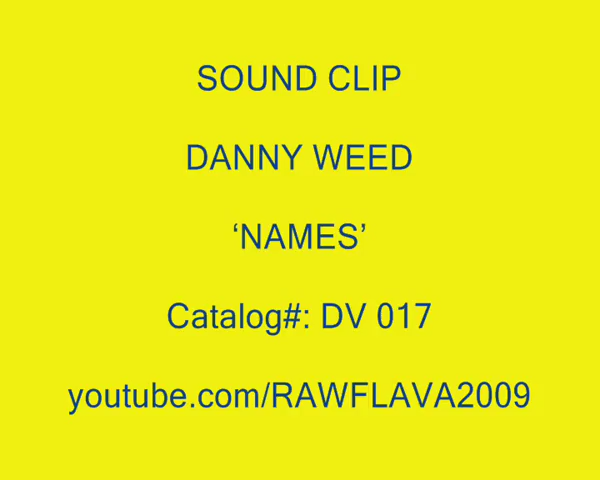 SOUND CLIP
DANNY WEED
‘NAMES’
Catalog#: DV 017
youtube.com/RAWFLAVA2009